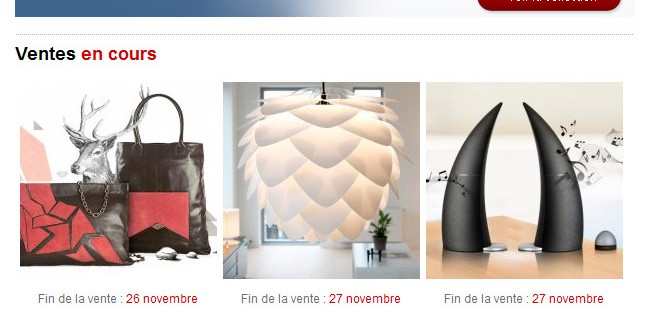 Ventes en cours
Fin de la vente : 26 novembre
Fin de la vente : 27 novembre
Fin de la vente : 27 novembre